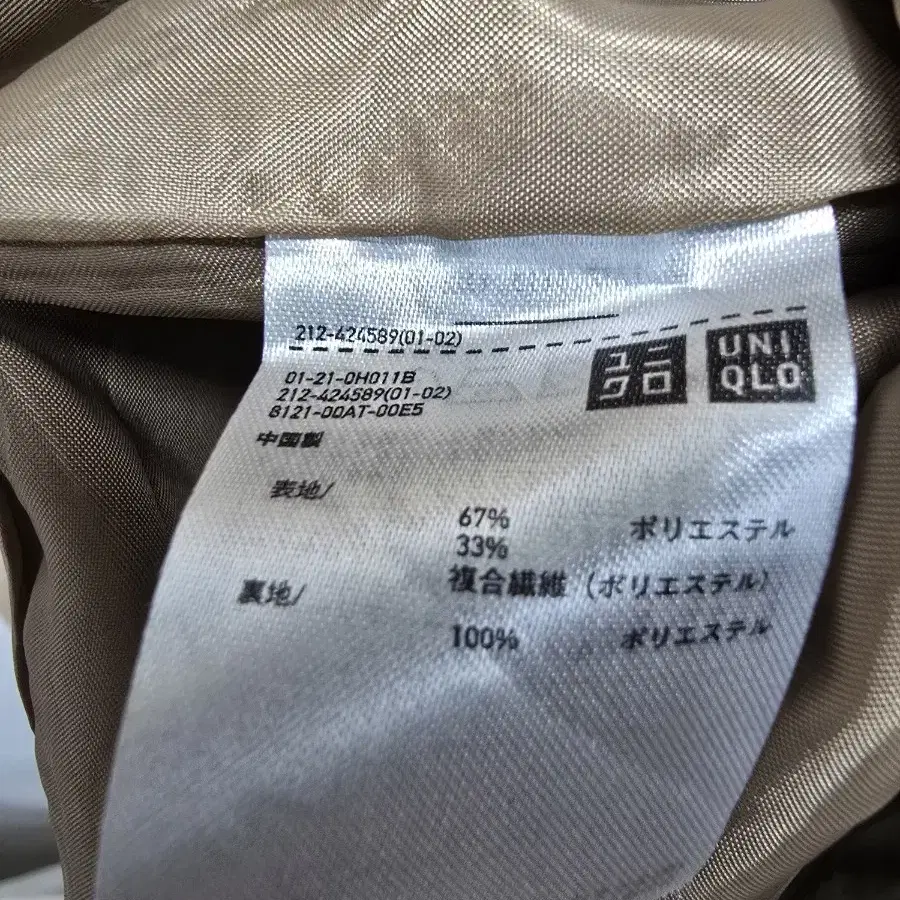 212-424589(01-02)
ユニ
クロ
UNI
QLO
01-21-0H011B
212-424589(01-02)
8121-00AT-00E5
中国製
表地/
67% ポリエステル
33%
複合繊維 (ポリエステル)
裏地/
100% ポリエステル